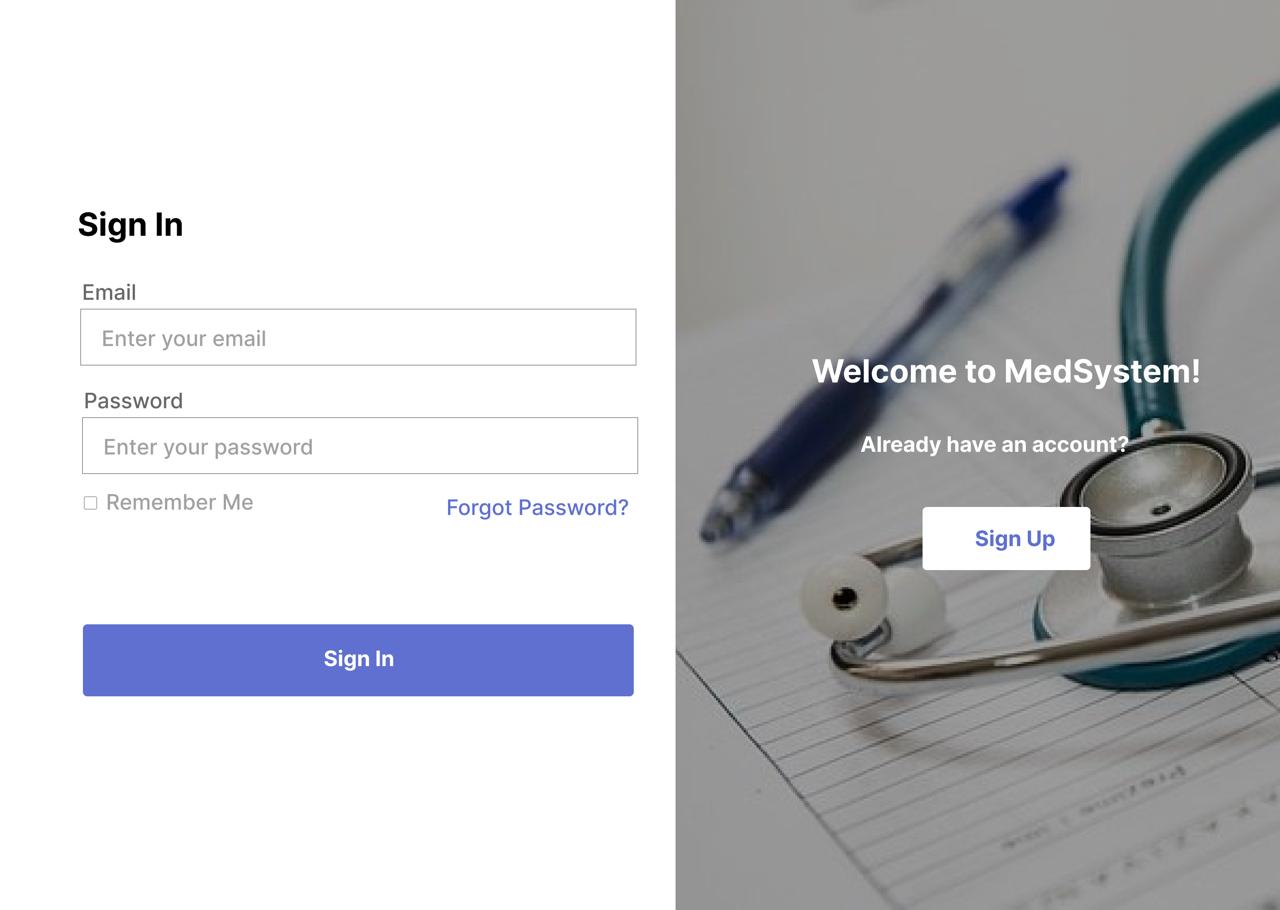 Sign In
Email
Enter your email
Password
Enter your password
Remember Me
Forgot Password?
Sign In
Welcome to MedSystem!
Already have an account?
Sign Up